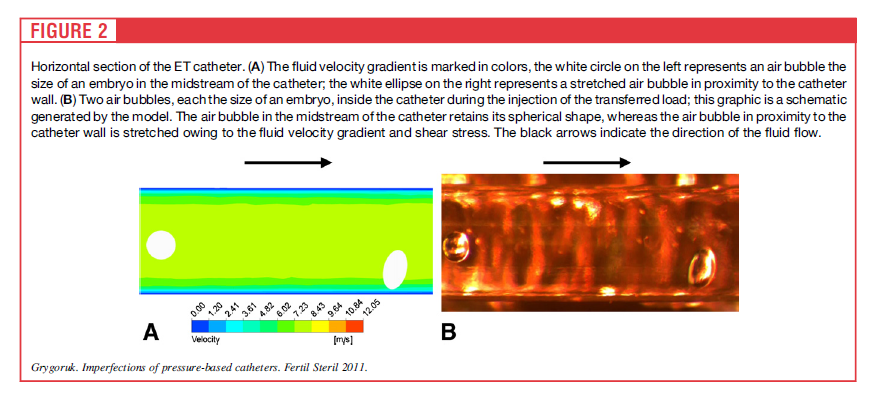 FIGURE 2
Horizontal section of the ET catheter. (A) The fluid velocity gradient is marked in colors, the white circle on the left represents an air bubble the
size of an embryo in the midstream of the catheter; the white ellipse on the right represents a stretched air bubble in proximity to the catheter
wall. (B) Two air bubbles, each the size of an embryo, inside the catheter during the injection of the transferred load; this graphic is a schematic
generated by the model. The air bubble in the midstream of the catheter retains its spherical shape, whereas the air bubble in proximity to the
catheter wall is stretched owing to the fluid velocity gradient and shear stress. The black arrows indicate the direction of the fluid flow.
0.00 1.20 2.41 3.61 4.82 6.02 7.23 8.43 9.64 10.84 12.05
A
B
Velocity [m/s]
Grygoruk. Imperfections of pressure-based catheters. Fertil Steril 2011.